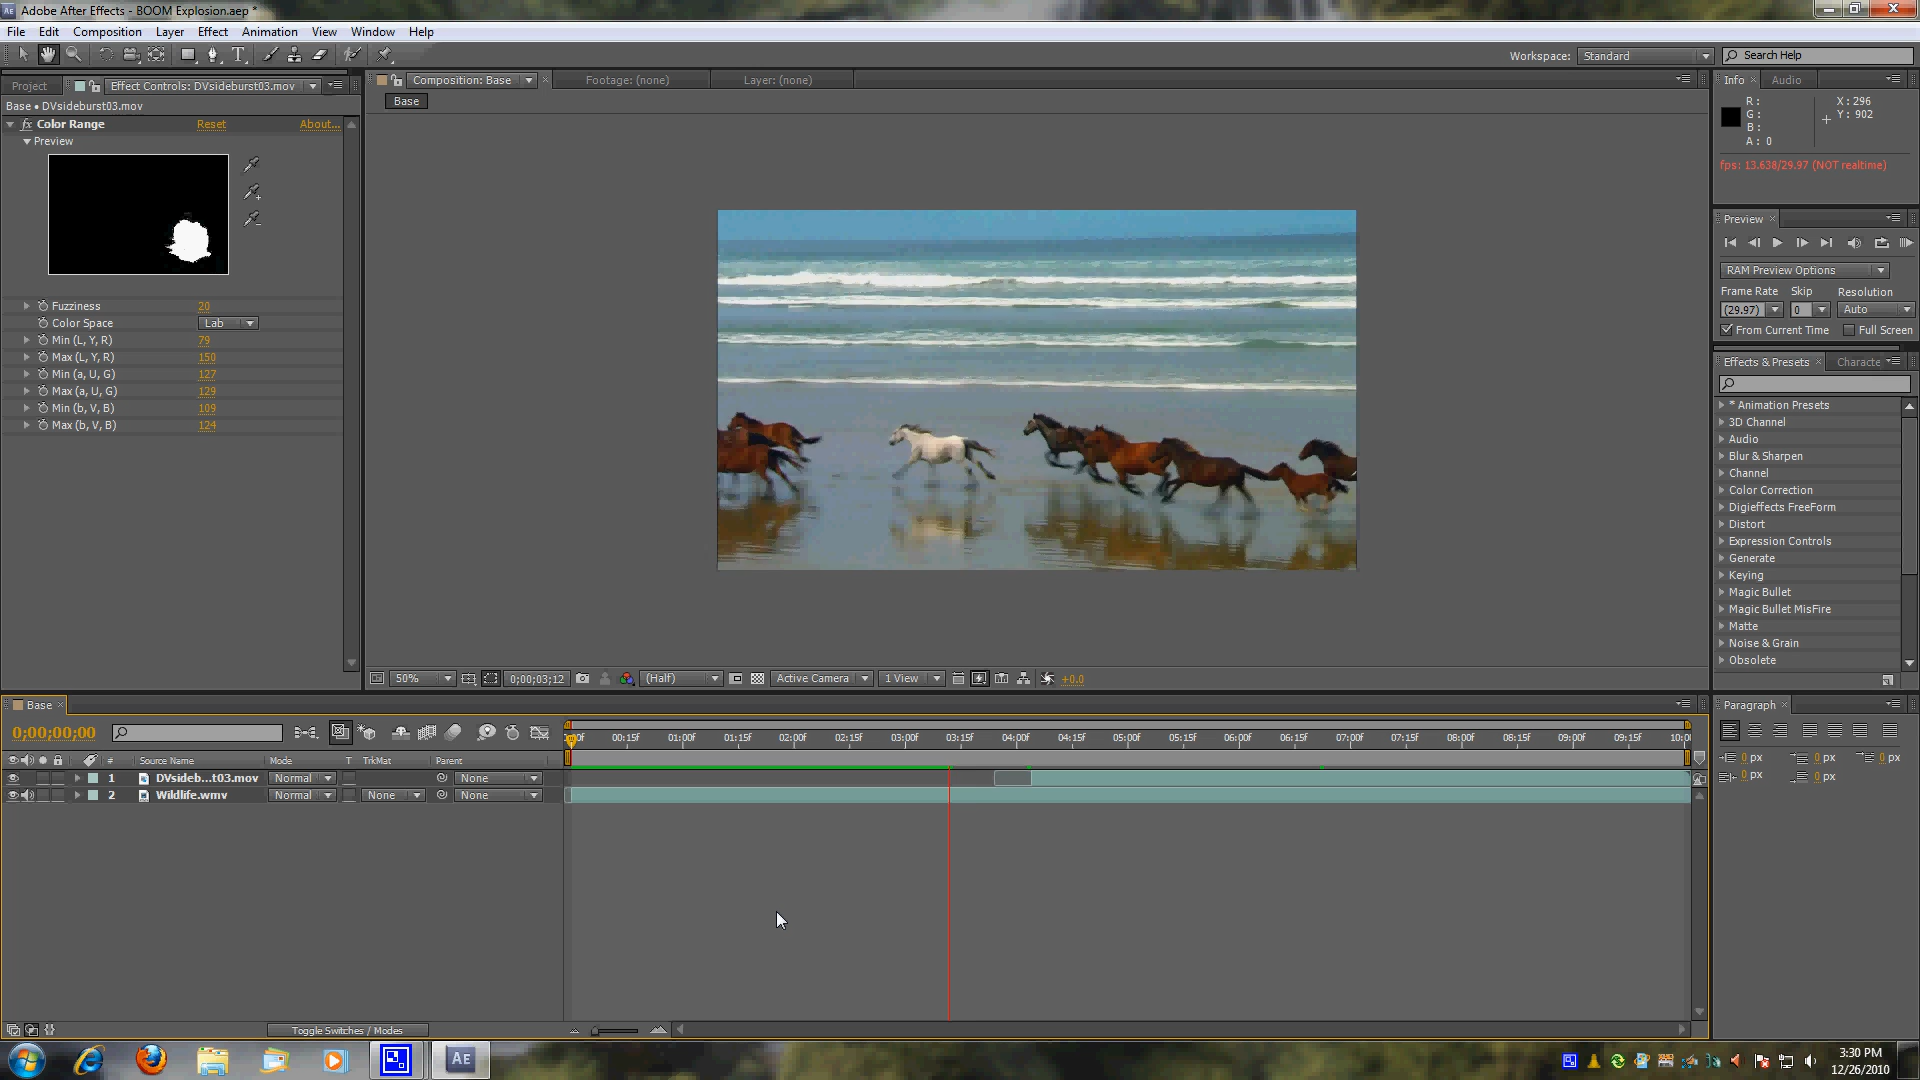 Adobe After Effects - BOOM Explosion.aep *
File Edit Composition Layer Effect Animation View Window Help
Workspace: Standard Search Help
Project Effect Controls: DVsideburst03.mov
Composition: Base Footage: (none) Layer: (none)
Info Audio
Base • DVsideburst03.mov
Base
fx Color Range Reset About...
Preview
R :
G :
B :
A : 0
X : 296
Y : 902
fps: 13.638/29.97 (NOT realtime)
Preview
RAM Preview Options
Frame Rate Skip Resolution
(29.97) 0 Auto
From Current Time Full Screen
Fuzziness 20
Color Space Lab
Min (L, Y, R) 79
Max (L, Y, R) 150
Min (a, U, G) 127
Max (a, U, G) 129
Min (b, V, B) 109
Max (b, V, B) 124
Effects & Presets Characte
* Animation Presets
3D Channel
Audio
Blur & Sharpen
Channel
Color Correction
Digieffects FreeForm
Distort
Expression Controls
Generate
Keying
Magic Bullet
Magic Bullet MisFire
Matte
Noise & Grain
Obsolete
50% 0;00;03;12 (Half) Active Camera 1 View +0.0
Base
0;00;00;00
00:15f 01:00f 01:15f 02:00f 02:15f 03:00f 03:15f 04:00f 04:15f 05:00f 05:15f 06:00f 06:15f 07:00f 07:15f 08:00f 08:15f 09:00f 09:15f 10:0
# Source Name Mode T TrkMat Parent
1 DVsideb...t03.mov Normal None
2 Wildlife.wmv Normal None None
Paragraph
0 px 0 px 0 px
0 px 0 px
Toggle Switches / Modes
AE
3:30 PM
12/26/2010